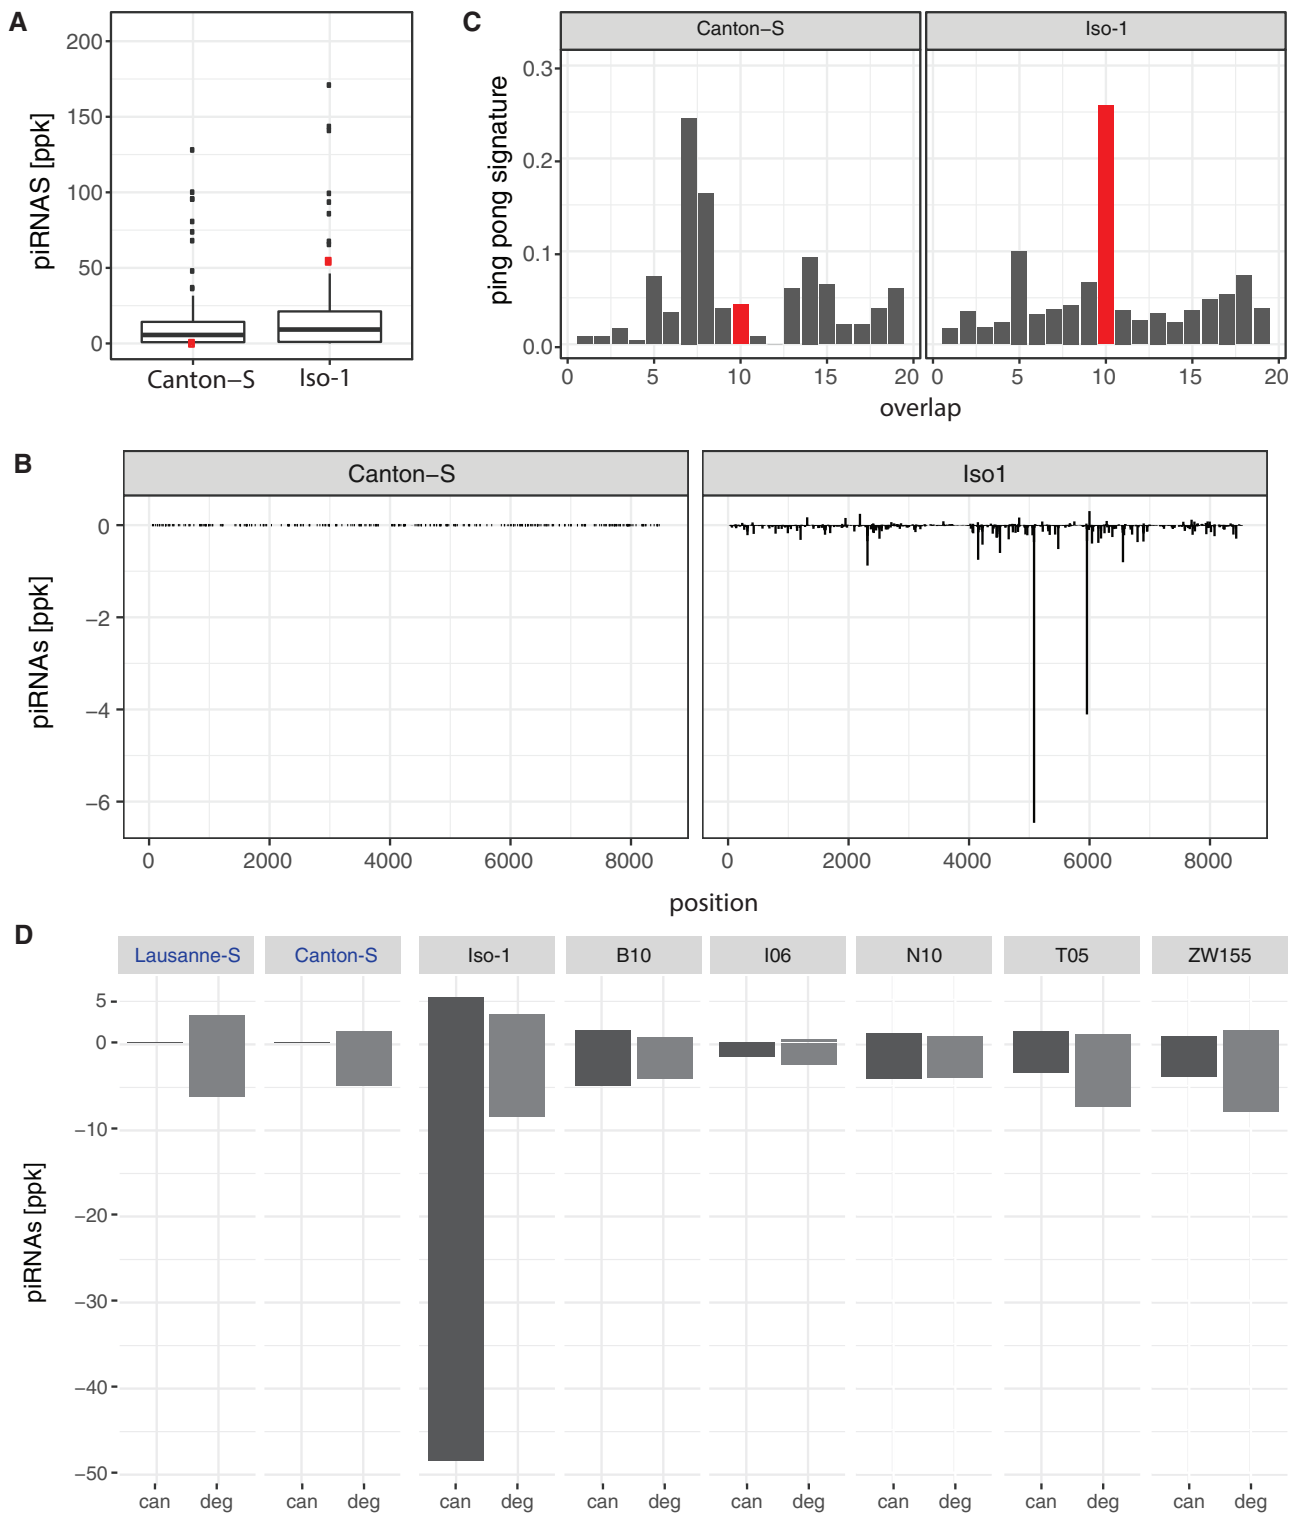 A
200
150
100
50
0
piRNAS [ppk]
Canton–S
Iso-1
C
Canton–S
Iso-1
0.3
0.2
0.1
0.0
ping pong signature
0 5 10 15 20 0 5 10 15 20
overlap
B
Canton–S
Iso1
0
−2
−4
−6
piRNAs [ppk]
0 2000 4000 6000 8000 0 2000 4000 6000 8000
position
D
Lausanne-S Canton-S Iso-1 B10 I06 N10 T05 ZW155
5
0
−10
−20
−30
−40
−50
piRNAs [ppk]
can deg can deg can deg can deg can deg can deg can deg can deg